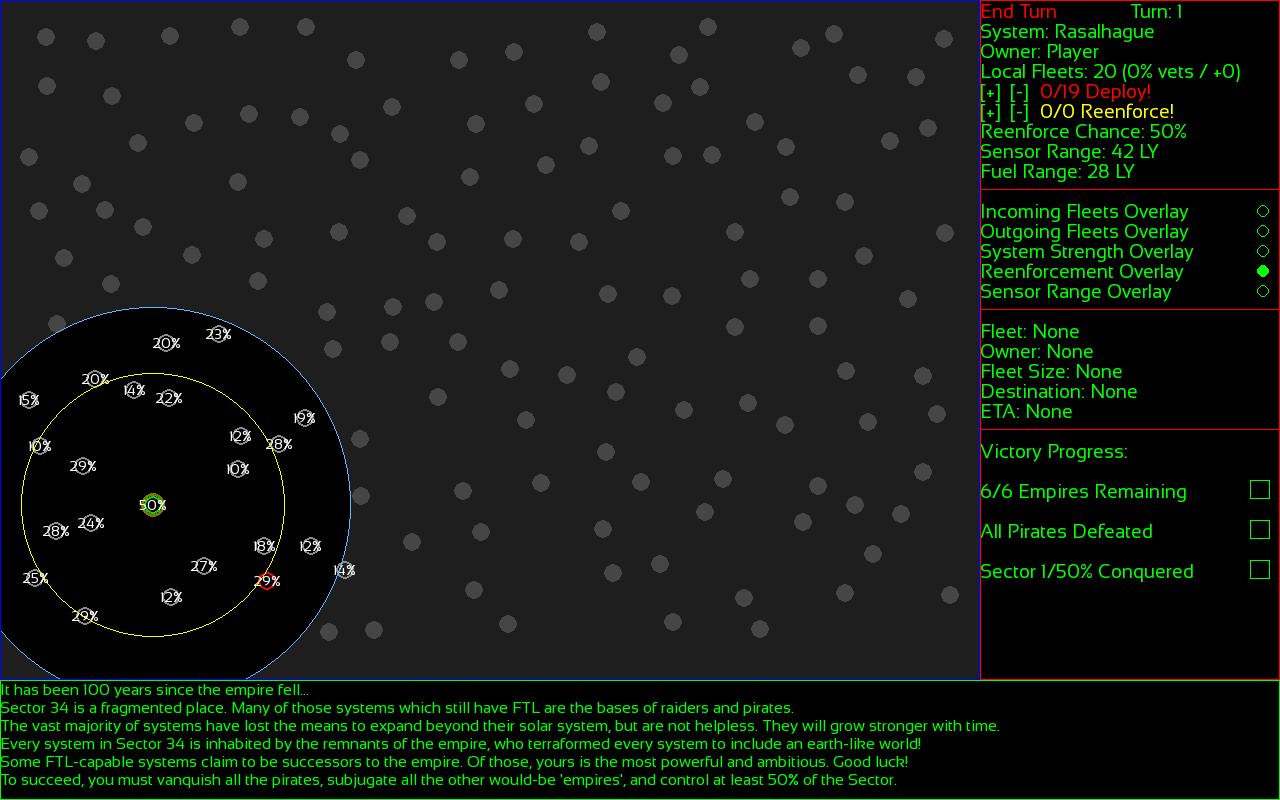 End Turn Turn: 1
System: Rasalhague
Owner: Player
Local Fleets: 20 (0% vets / +0)
[+] [-] 0/19 Deploy!
[+] [-] 0/0 Reenforce!
Reenforce Chance: 50%
Sensor Range: 42 LY
Fuel Range: 28 LY
Incoming Fleets Overlay
Outgoing Fleets Overlay
System Strength Overlay
Reenforcement Overlay
Sensor Range Overlay
Fleet: None
Owner: None
Fleet Size: None
Destination: None
ETA: None
Victory Progress:
6/6 Empires Remaining
All Pirates Defeated
Sector 1/50% Conquered
23%
20%
20%
14%
22%
15%
19%
12%
28%
10%
29%
10%
50%
24%
28%
18%
12%
27%
14%
25%
29%
12%
29%
It has been 100 years since the empire fell...
Sector 34 is a fragmented place. Many of those systems which still have FTL are the bases of raiders and pirates.
The vast majority of systems have lost the means to expand beyond their solar system, but are not helpless. They will grow stronger with time.
Every system in Sector 34 is inhabited by the remnants of the empire, who terraformed every system to include an earth-like world!
Some FTL-capable systems claim to be successors to the empire. Of those, yours is the most powerful and ambitious. Good luck!
To succeed, you must vanquish all the pirates, subjugate all the other would-be 'empires', and control at least 50% of the Sector.